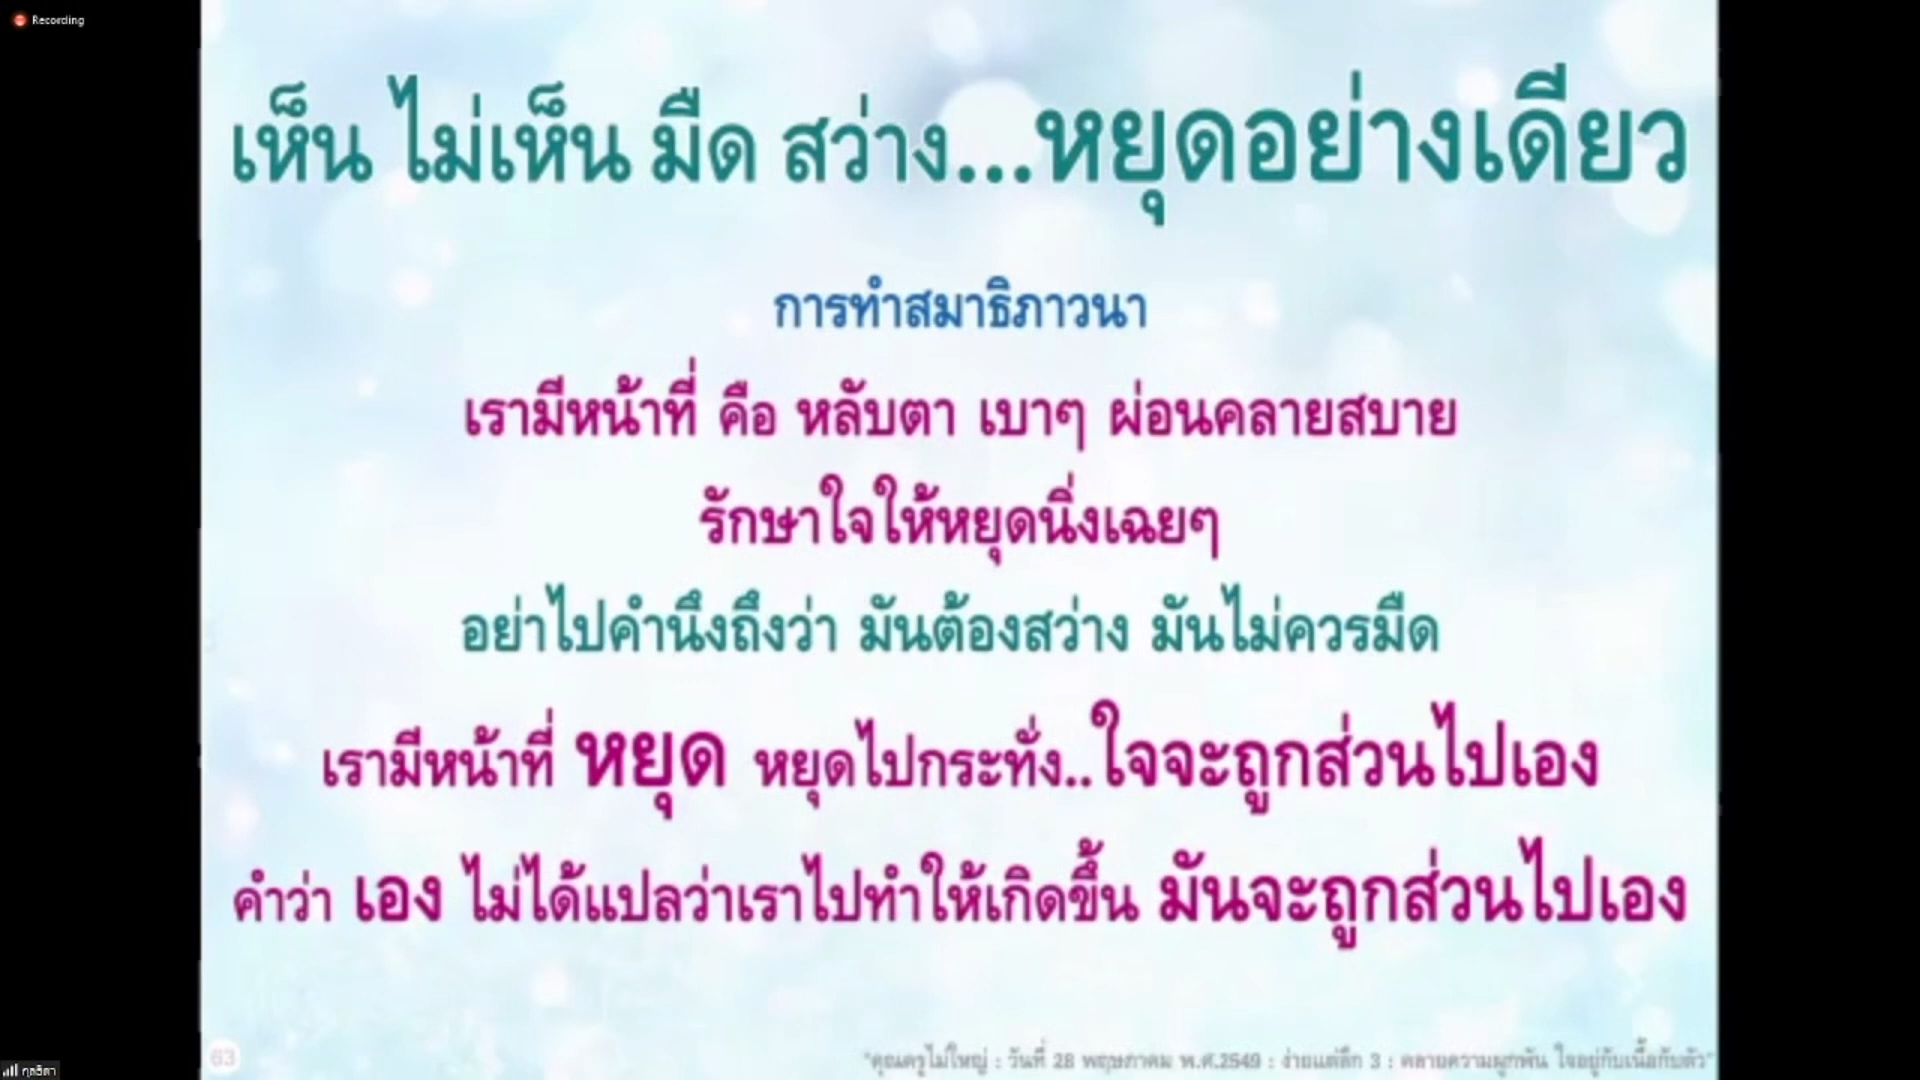 Recording
เห็น ไม่เห็น มืด สว่าง...หยุดอย่างเดียว
การทำสมาธิภาวนา
เรามีหน้าที่ คือ หลับตา เบาๆ ผ่อนคลายสบาย
รักษาใจให้หยุดนิ่งเฉยๆ
อย่าไปคำนึงถึงว่า มันต้องสว่าง มันไม่ควรมืด
เรามีหน้าที่ หยุด หยุดไปกระทั่ง..ใจจะถูกส่วนไปเอง
คำว่า เอง ไม่ได้แปลว่าเราไปทำให้เกิดขึ้น มันจะถูกส่วนไปเอง
63
"คุณครูไม่ใหญ่ : วันที่ 28 พฤษภาคม พ.ศ.2549 : ง่ายแต่ลึก 3 : คลายความผูกพัน ใจอยู่กับเนื้อกับตัว"
กุลธิดา